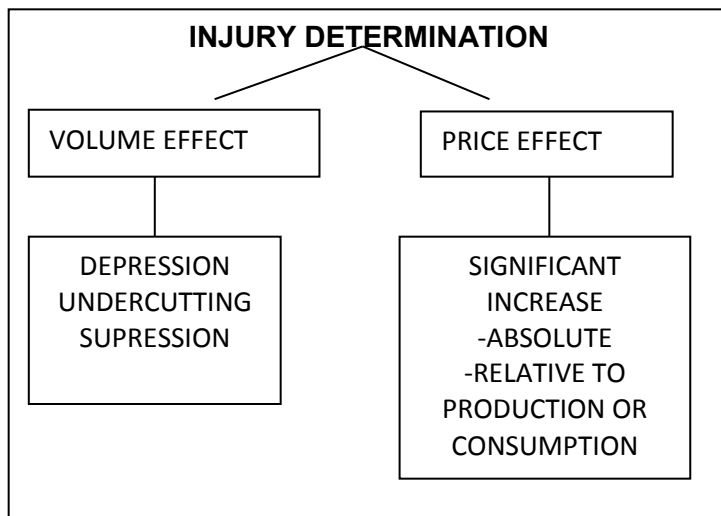 INJURY DETERMINATION
VOLUME EFFECT
PRICE EFFECT
DEPRESSION
UNDERCUTTING
SUPRESSION
SIGNIFICANT
INCREASE
-ABSOLUTE
-RELATIVE TO
PRODUCTION OR
CONSUMPTION